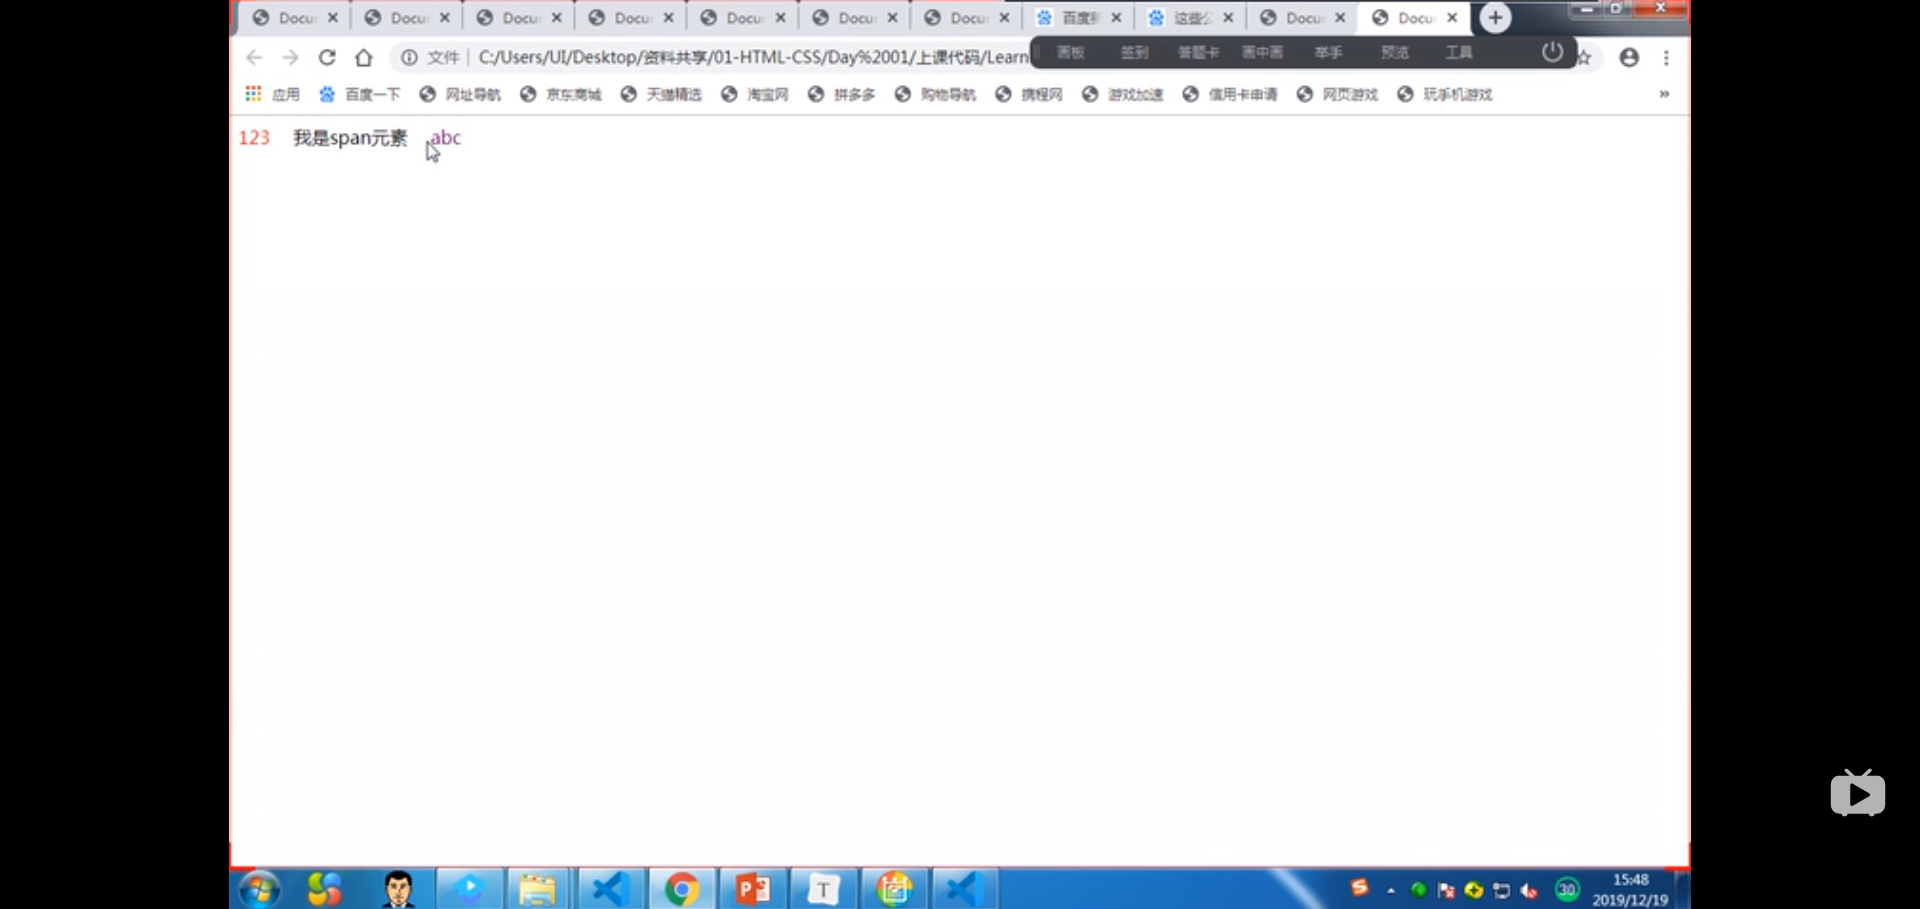 Docu Docu Docu Docu Docu Docu Docu 百度 这些 Docu Docu
文件 C:/Users/UI/Desktop/资料共享/01-HTML-CSS/Day%2001/上课代码/Learn
画板 签到 答题卡 画中画 举手 预览 工具
应用 百度一下 网址导航 京东商城 天猫精选 淘宝网 拼多多 购物导航 携程网 游戏加速 信用卡申请 网页游戏 玩手机游戏 »
123 我是span元素 abc
T 30 15:48
2019/12/19